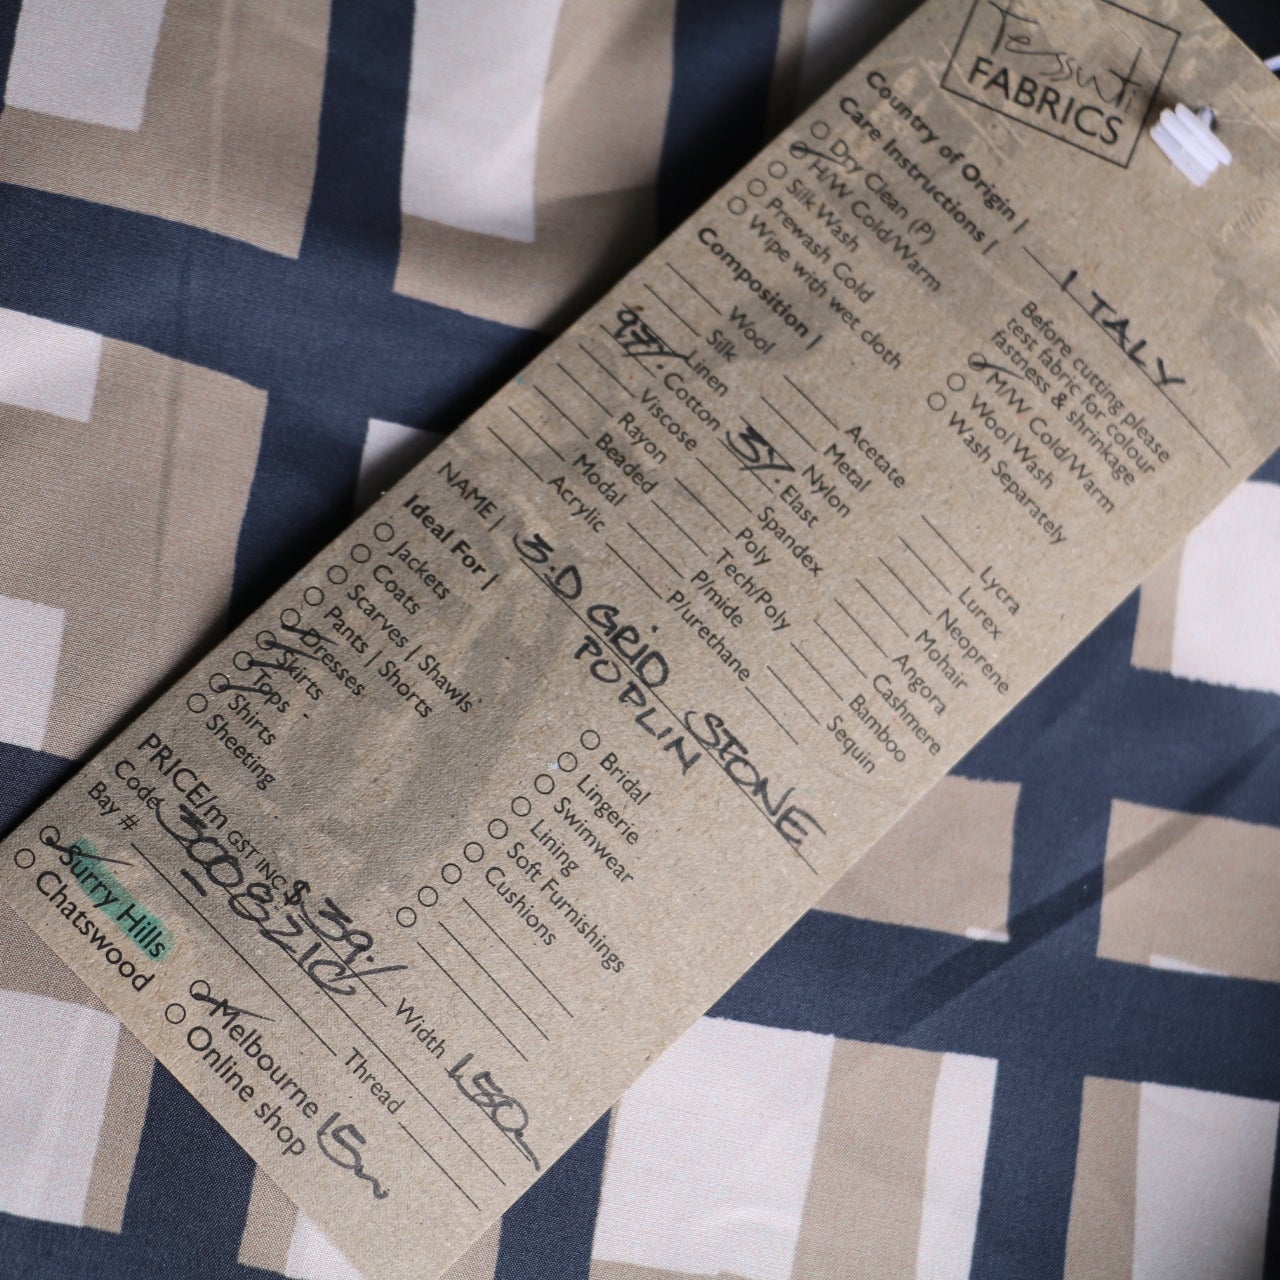 Tessuti
FABRICS
Country of Origin | ITALY
Care Instructions |
Before cutting please
test fabric for colour
fastness & shrinkage
Dry Clean (P)
H/W Cold/Warm
Silk Wash
Prewash Cold
Wipe with wet cloth
M/W Cold/Warm
Wool Wash
Wash Separately
Composition |
Wool
Silk
Linen
97% Cotton
Viscose
Rayon
Beaded
Modal
Acrylic
Acetate
Metal
Nylon
3% Elast
Spandex
Poly
Tech/Poly
P/mide
P/urethane
Lycra
Lurex
Neoprene
Mohair
Angora
Cashmere
Bamboo
Sequin
NAME | 3.D GRID STONE
POPLIN
Ideal For |
Jackets
Coats
Scarves | Shawls
Pants | Shorts
Dresses
Skirts
Tops
Shirts
Sheeting
Bridal
Lingerie
Swimwear
Lining
Soft Furnishings
Cushions
PRICE/m GST INC $39./ Width 150
Code 300821C
Bay # Thread
Surry Hills
Chatswood
Melbourne 15m
Online shop